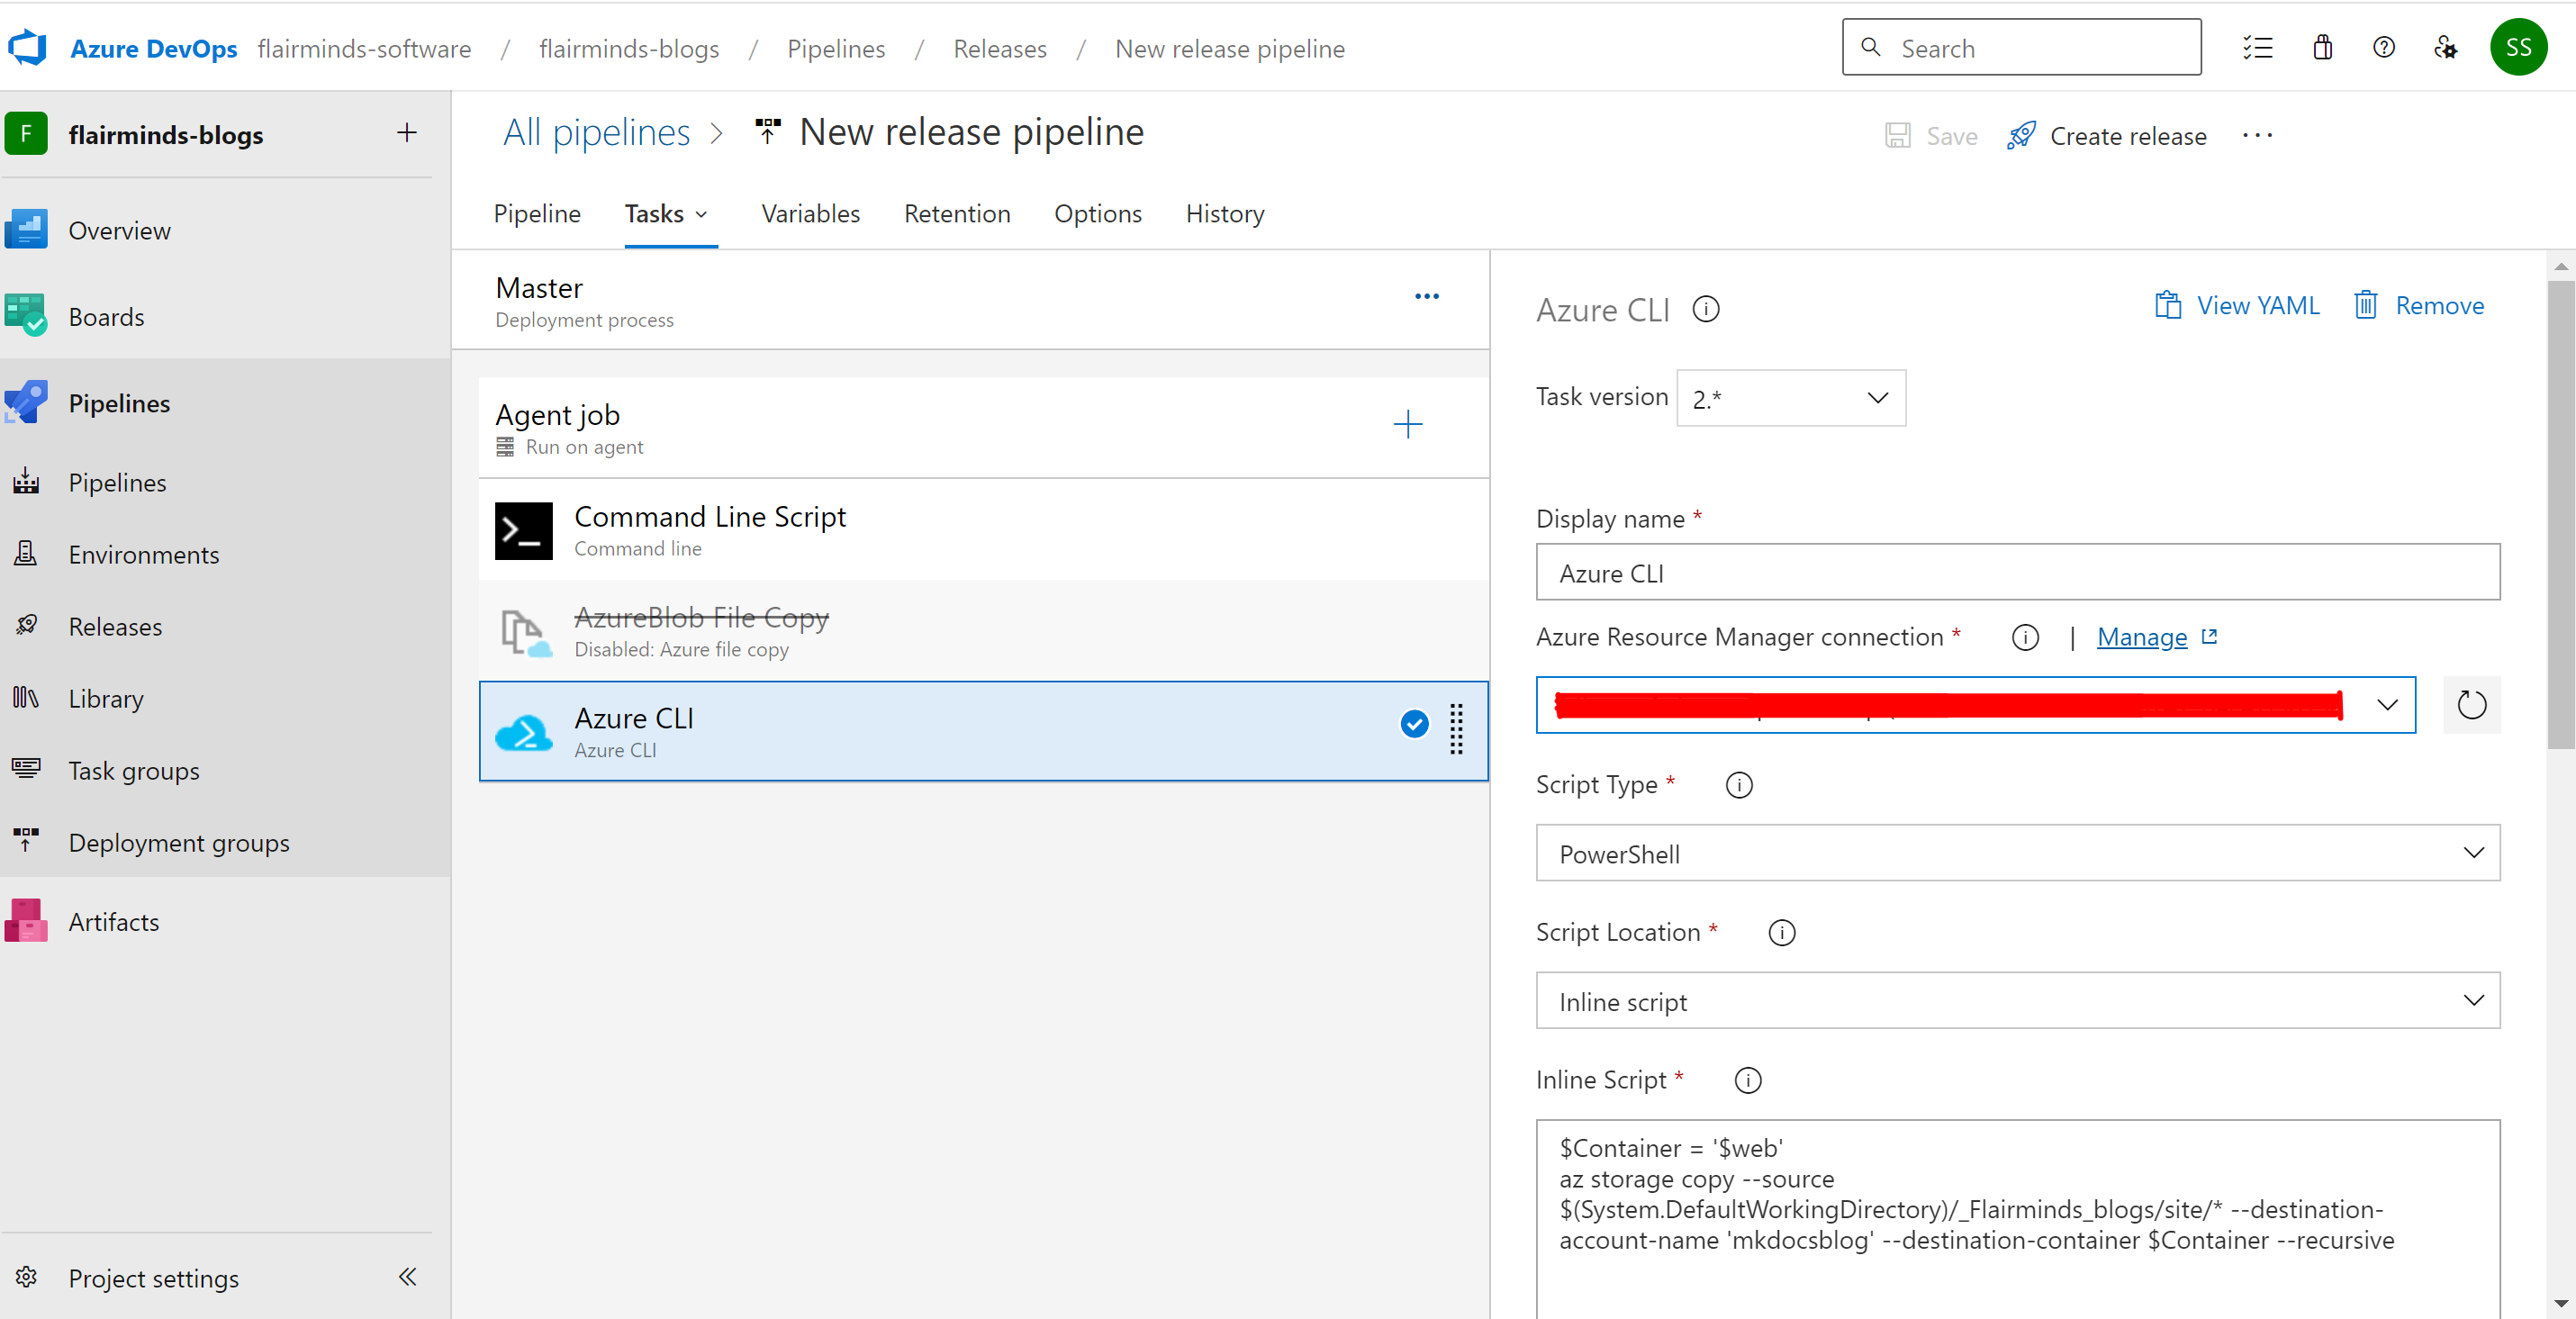 Azure DevOps flairminds-software / flairminds-blogs / Pipelines / Releases / New release pipeline Search SS
F flairminds-blogs +
Overview
Boards
Pipelines
Pipelines
Environments
Releases
Library
Task groups
Deployment groups
Artifacts
Project settings
All pipelines > New release pipeline
Save Create release ...
Pipeline Tasks Variables Retention Options History
Master
Deployment process
Agent job
Run on agent
Command Line Script
Command line
AzureBlob File Copy
Disabled: Azure file copy
Azure CLI
Azure CLI
Azure CLI
View YAML Remove
Task version 2.*
Display name *
Azure CLI
Azure Resource Manager connection * | Manage
Script Type *
PowerShell
Script Location *
Inline script
Inline Script *
$Container = '$web'
az storage copy --source
$(System.DefaultWorkingDirectory)/_Flairminds_blogs/site/* --destination-
account-name 'mkdocsblog' --destination-container $Container --recursive